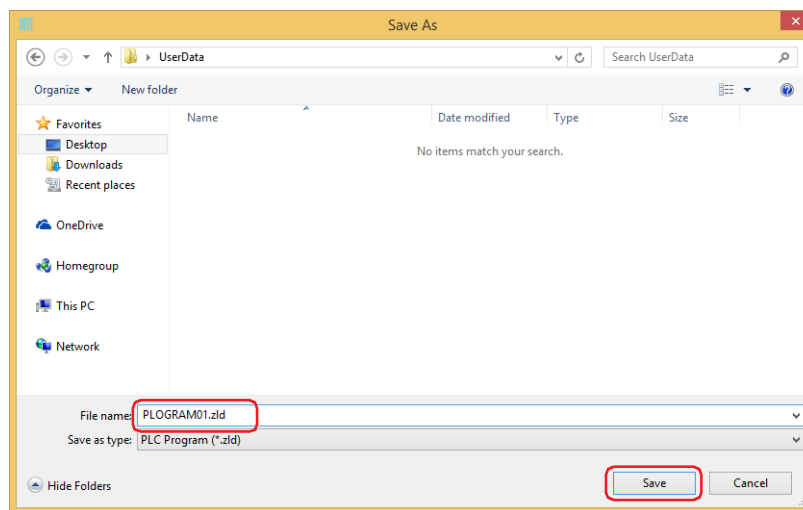 Save As
UserData
Search UserData
Organize New folder
Name Date modified Type Size
No items match your search.
Favorites
Desktop
Downloads
Recent places
OneDrive
Homegroup
This PC
Network
File name: PLOGRAM01.zld
Save as type: PLC Program (*.zld)
Hide Folders Save Cancel